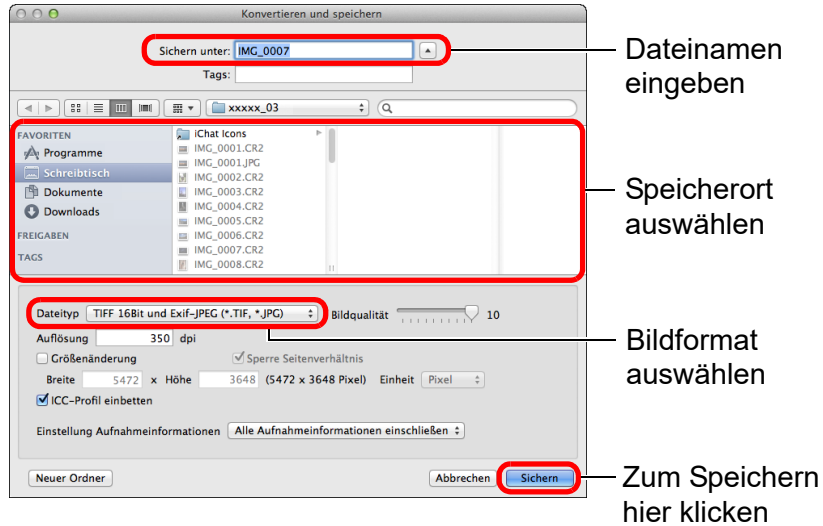 Konvertieren und speichern
Sichern unter: IMG_0007
Dateinamen
eingeben
Tags:
xxxxx_03
FAVORITEN
Programme
Schreibtisch
Dokumente
Downloads
FREIGABEN
TAGS
iChat Icons
IMG_0001.CR2
IMG_0001.JPG
IMG_0002.CR2
IMG_0003.CR2
IMG_0004.CR2
IMG_0005.CR2
IMG_0006.CR2
IMG_0007.CR2
IMG_0008.CR2
Speicherort
auswählen
Dateityp TIFF 16Bit und Exif-JPEG (*.TIF, *.JPG) Bildqualität 10
Auflösung 350 dpi
Größenänderung Sperre Seitenverhältnis
Breite 5472 x Höhe 3648 (5472 x 3648 Pixel) Einheit Pixel
ICC-Profil einbetten
Einstellung Aufnahmeinformationen Alle Aufnahmeinformationen einschließen
Bildformat
auswählen
Neuer Ordner Abbrechen Sichern
Zum Speichern
hier klicken